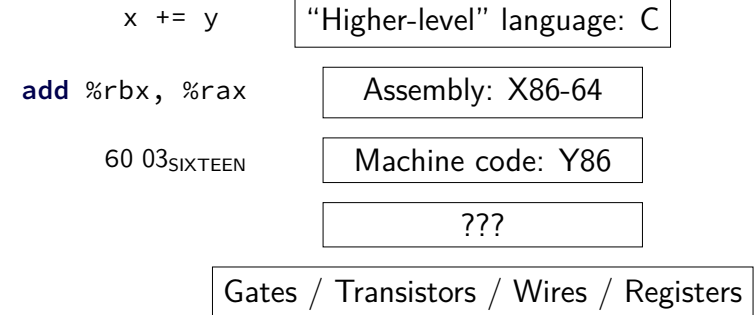 x += y “Higher-level” language: C
add %rbx, %rax Assembly: X86-64
60 03SIXTEEN Machine code: Y86
???
Gates / Transistors / Wires / Registers